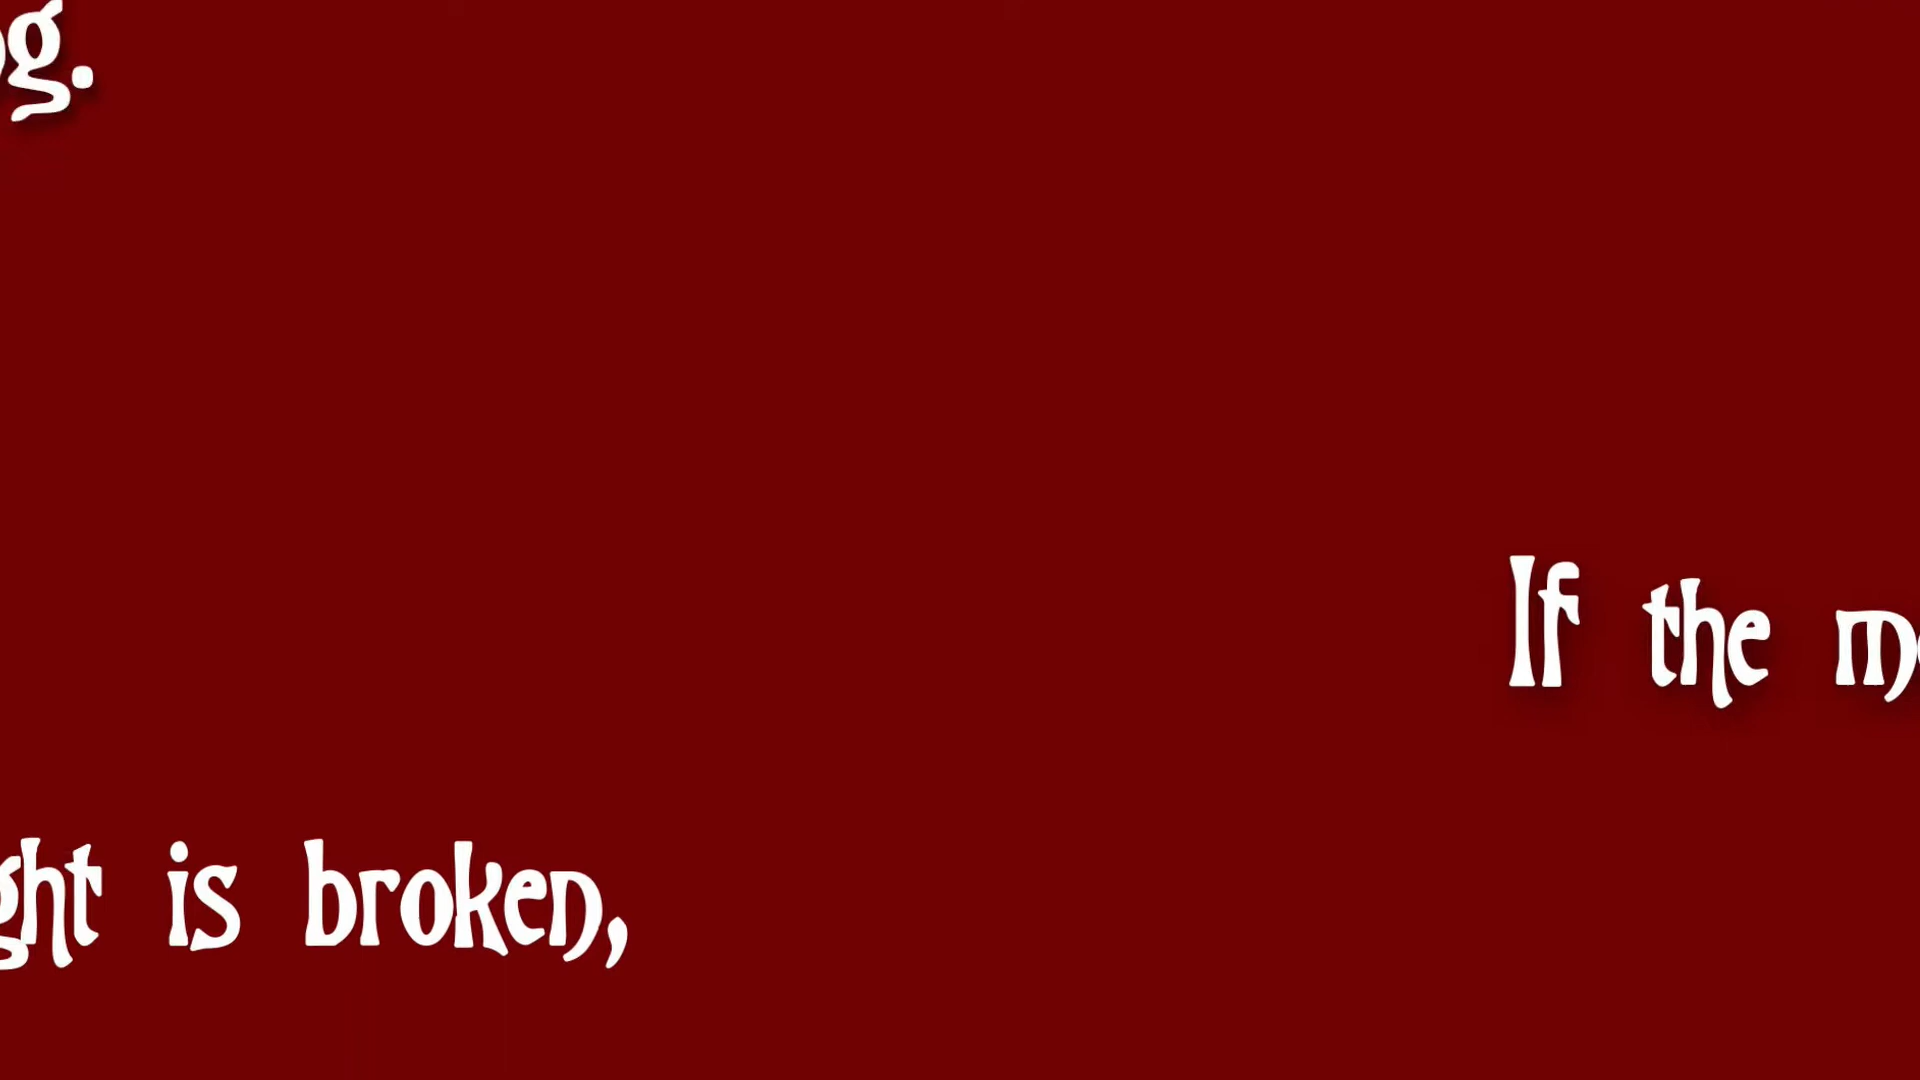 g.
If the m
ght is broken,